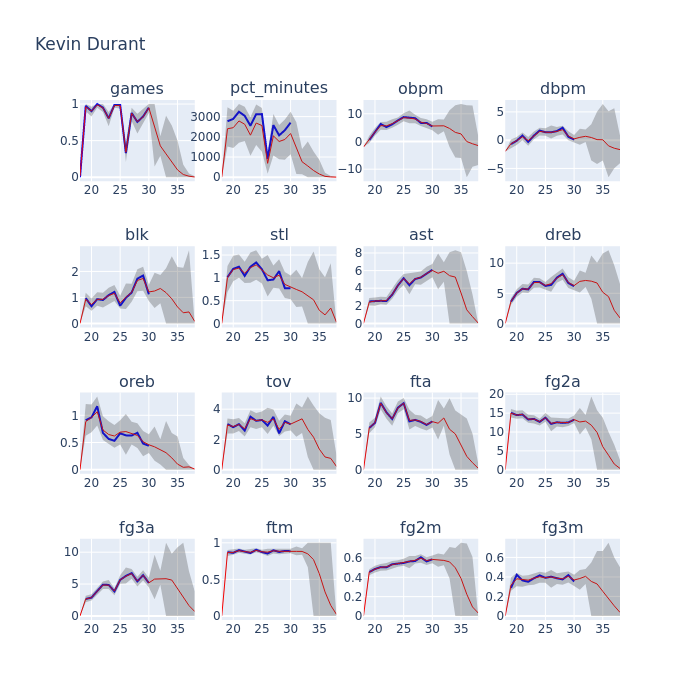 Kevin Durant
games pct_minutes obpm dbpm
1 0.5 0 20 25 30 35
3000 2000 1000 0 20 25 30 35
10 0 −10 20 25 30 35
5 0 −5 20 25 30 35
blk stl ast dreb
2 1 0 20 25 30 35
1.5 1 0.5 0 20 25 30 35
8 6 4 2 0 20 25 30 35
10 5 0 20 25 30 35
oreb tov fta fg2a
1 0.5 0 20 25 30 35
4 2 0 20 25 30 35
10 5 0 20 25 30 35
20 15 10 5 0 20 25 30 35
fg3a ftm fg2m fg3m
10 5 0 20 25 30 35
1 0.5 0 20 25 30 35
0.6 0.4 0.2 0 20 25 30 35
0.6 0.4 0.2 0 20 25 30 35